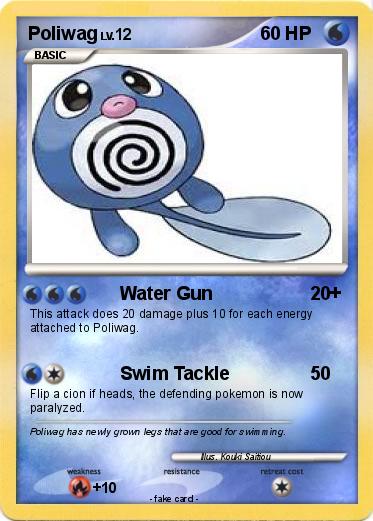 Poliwag LV.12 60 HP
BASIC
Water Gun 20+
This attack does 20 damage plus 10 for each energy
attached to Poliwag.
Swim Tackle 50
Flip a cion if heads, the defending pokemon is now
paralyzed.
Poliwag has newly grown legs that are good for swimming.
Illus. Kouki Saitou
weakness resistance retreat cost
+10
- fake card -